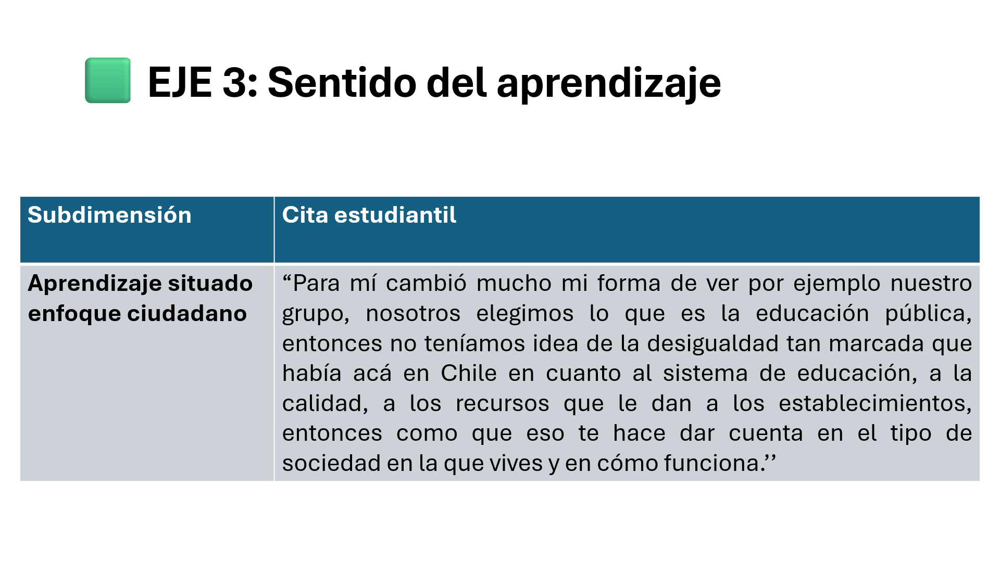 EJE 3: Sentido del aprendizaje
Subdimensión
Cita estudiantil
Aprendizaje situado
enfoque ciudadano
“Para mí cambió mucho mi forma de ver por ejemplo nuestro
grupo, nosotros elegimos lo que es la educación pública,
entonces no teníamos idea de la desigualdad tan marcada que
había acá en Chile en cuanto al sistema de educación, a la
calidad, a los recursos que le dan a los establecimientos,
entonces como que eso te hace dar cuenta en el tipo de
sociedad en la que vives y en cómo funciona.’’